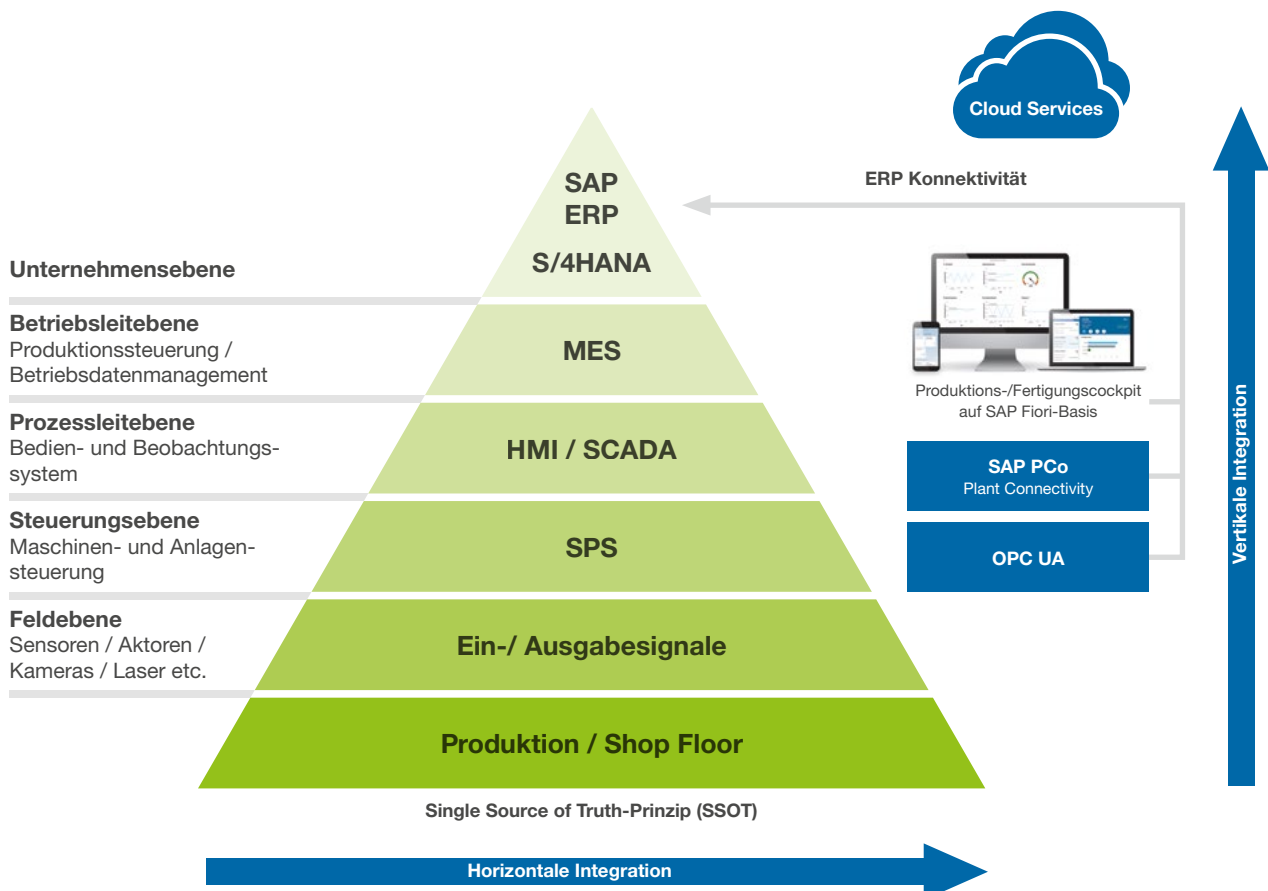 Cloud Services
ERP Konnektivität
SAP
ERP
S/4HANA
Unternehmensebene
Betriebsleitebene
Produktionssteuerung /
Betriebsdatenmanagement
MES
Prozessleitebene
Bedien- und Beobachtungs-
system
HMI / SCADA
Steuerungsebene
Maschinen- und Anlagen-
steuerung
SPS
Feldebene
Sensoren / Aktoren /
Kameras / Laser etc.
Ein-/ Ausgabesignale
Produktion / Shop Floor
Produktions-/Fertigungscockpit
auf SAP Fiori-Basis
SAP PCo
Plant Connectivity
OPC UA
Vertikale Integration
Single Source of Truth-Prinzip (SSOT)
Horizontale Integration